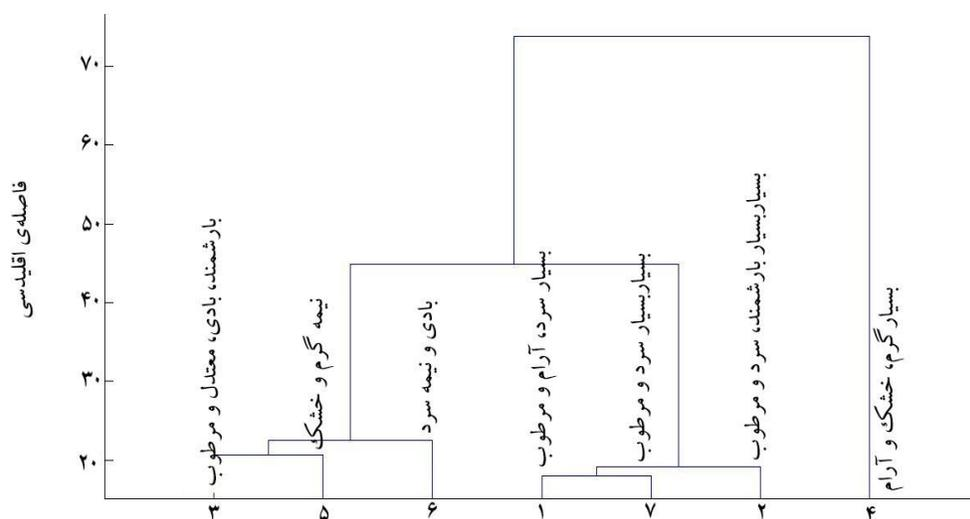 فاصله‌ی اقلیدسی
۷۰
۶۰
۵۰
۴۰
۳۰
۲۰
بارشمند، بادی، معتدل و مرطوب
نیمه گرم و خشک
بادی و نیمه سرد
بسیار سرد، آرام و مرطوب
بسیاربسیار سرد و مرطوب
بسیاربسیار بارشمند، سرد و مرطوب
بسیار گرم، خشک و آرام
۳
۵
۶
۱
۷
۲
۴